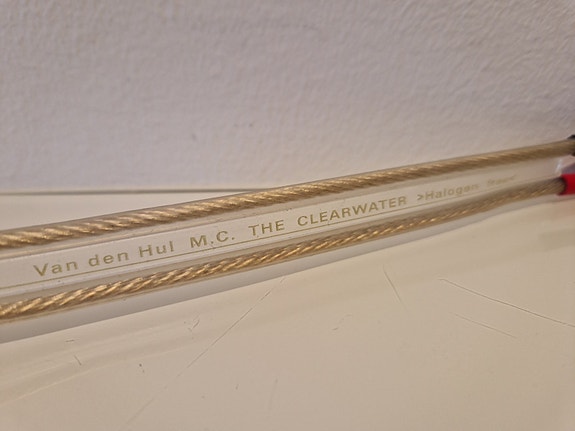 Van den Hul M.C. THE CLEARWATER >Halogen